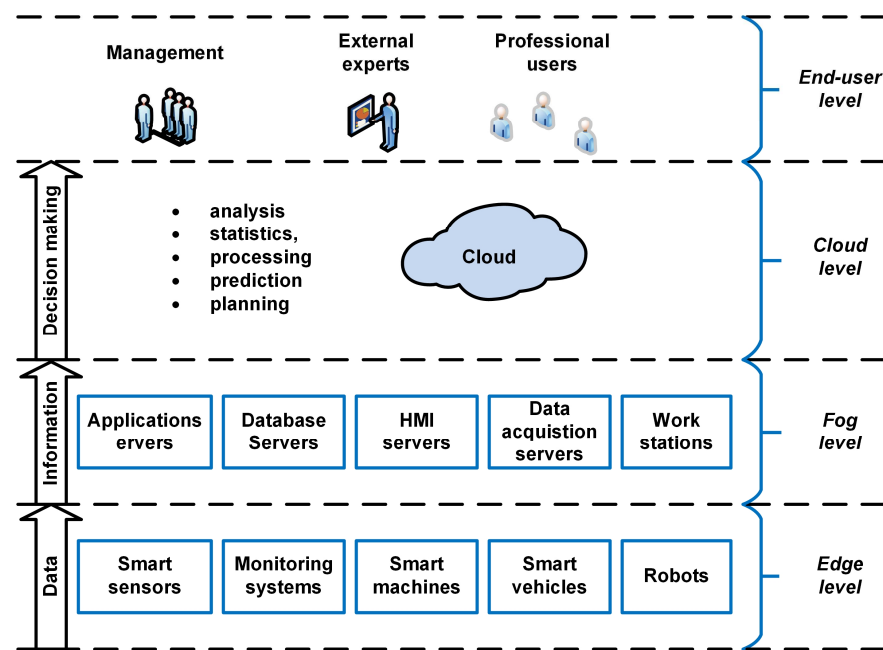 Management
External
experts
Professional
users
End-user
level
Decision making
• analysis
• statistics,
• processing
• prediction
• planning
Cloud
Cloud
level
Information
Applications
ervers
Database
Servers
HMI
servers
Data
acquistion
servers
Work
stations
Fog
level
Data
Smart
sensors
Monitoring
systems
Smart
machines
Smart
vehicles
Robots
Edge
level